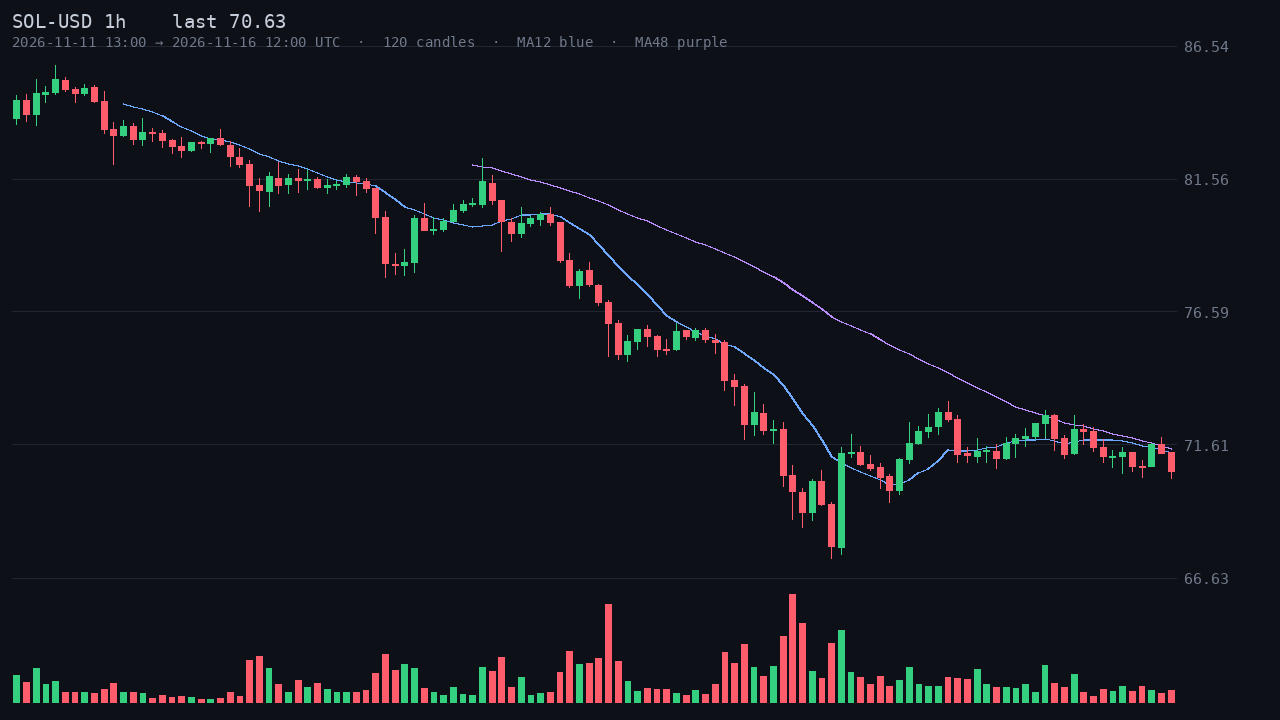 SOL-USD 1h    last 70.63
2026-11-11 13:00 → 2026-11-16 12:00 UTC  ·  120 candles  ·  MA12 blue  ·  MA48 purple
86.54
81.56
76.59
71.61
66.63